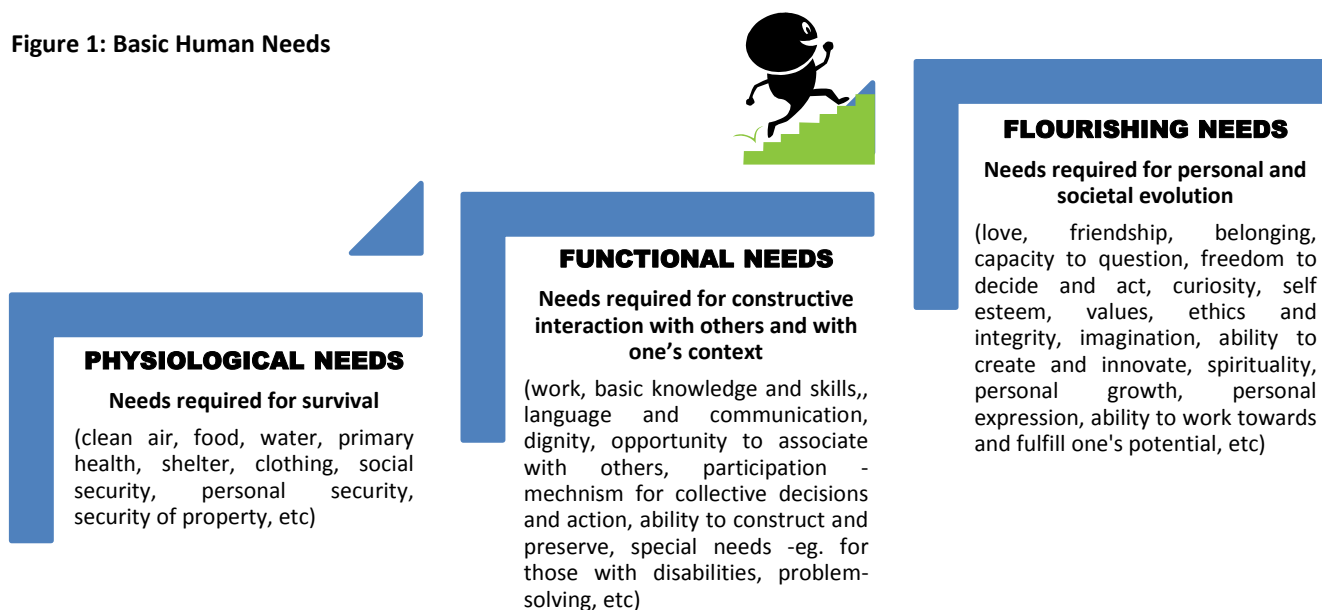 Figure 1: Basic Human Needs
PHYSIOLOGICAL NEEDS
Needs required for survival
(clean air, food, water, primary
health, shelter, clothing, social
security, personal security,
security of property, etc)
FUNCTIONAL NEEDS
Needs required for constructive
interaction with others and with
one’s context
(work, basic knowledge and skills,,
language and communication,
dignity, opportunity to associate
with others, participation -
mechnism for collective decisions
and action, ability to construct and
preserve, special needs -eg. for
those with disabilities, problem-
solving, etc)
FLOURISHING NEEDS
Needs required for personal and
societal evolution
(love, friendship, belonging,
capacity to question, freedom to
decide and act, curiosity, self
esteem, values, ethics and
integrity, imagination, ability to
create and innovate, spirituality,
personal growth, personal
expression, ability to work towards
and fulfill one's potential, etc)